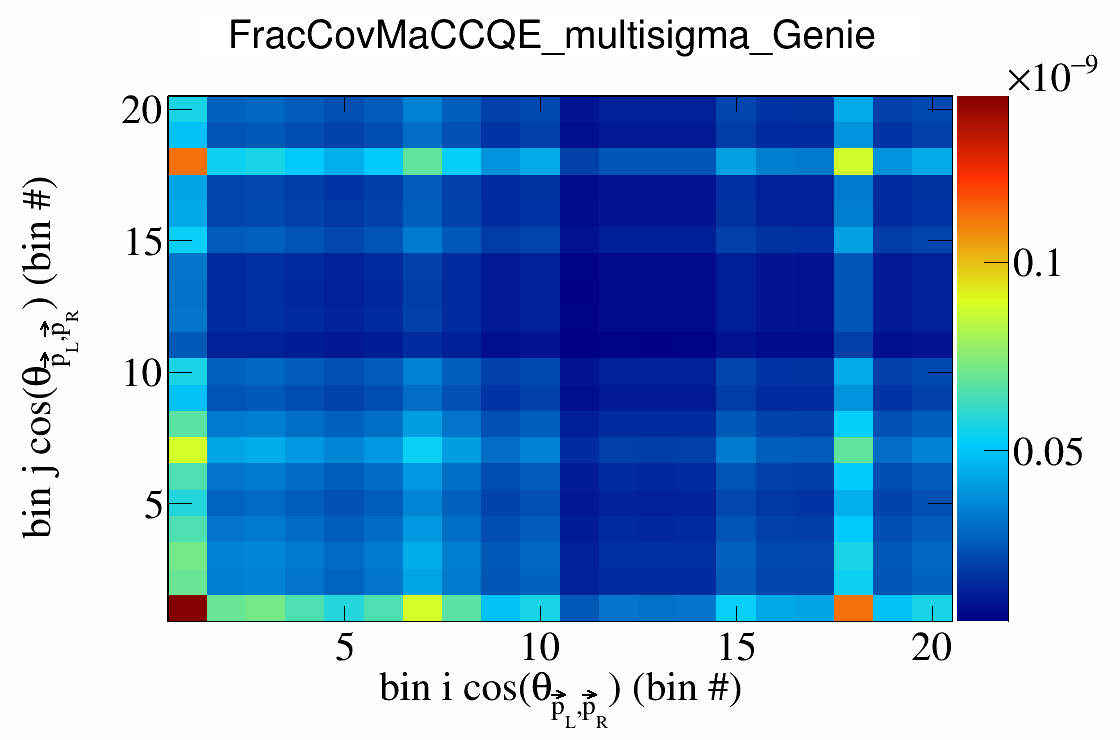 FracCovMaCCQE_multisigma_Genie
×10⁻⁹
20
15
10
5
bin j cos(θ_{p⃗_L,p⃗_R}) (bin #)
0.1
0.05
5 10 15 20
bin i cos(θ_{p⃗_L,p⃗_R}) (bin #)